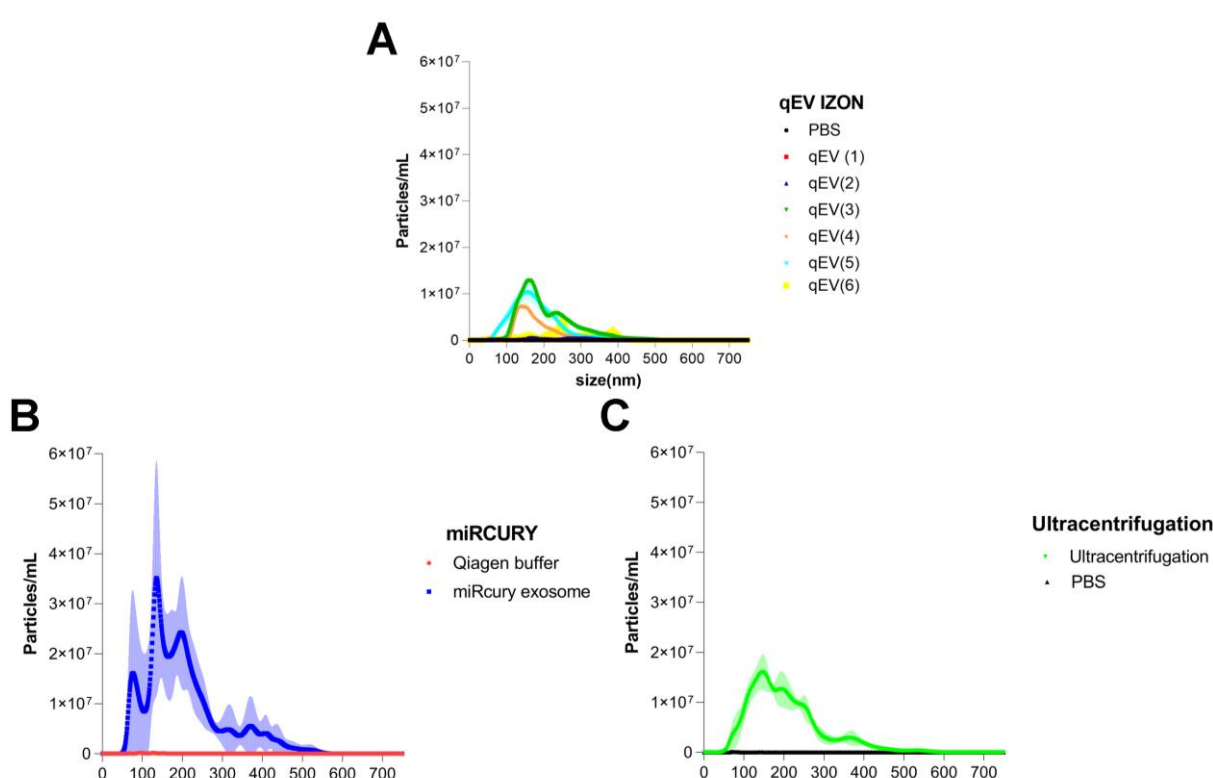 A
6×10⁷
5×10⁷
4×10⁷
3×10⁷
2×10⁷
1×10⁷
0
Particles/mL
0 100 200 300 400 500 600 700
size(nm)
qEV IZON
PBS
qEV (1)
qEV(2)
qEV(3)
qEV(4)
qEV(5)
qEV(6)
B
6×10⁷
5×10⁷
4×10⁷
3×10⁷
2×10⁷
1×10⁷
0
Particles/mL
0 100 200 300 400 500 600 700
miRCURY
Qiagen buffer
miRcury exosome
C
6×10⁷
5×10⁷
4×10⁷
3×10⁷
2×10⁷
1×10⁷
0
Particles/mL
0 100 200 300 400 500 600 700
Ultracentrifugation
Ultracentrifugation
PBS